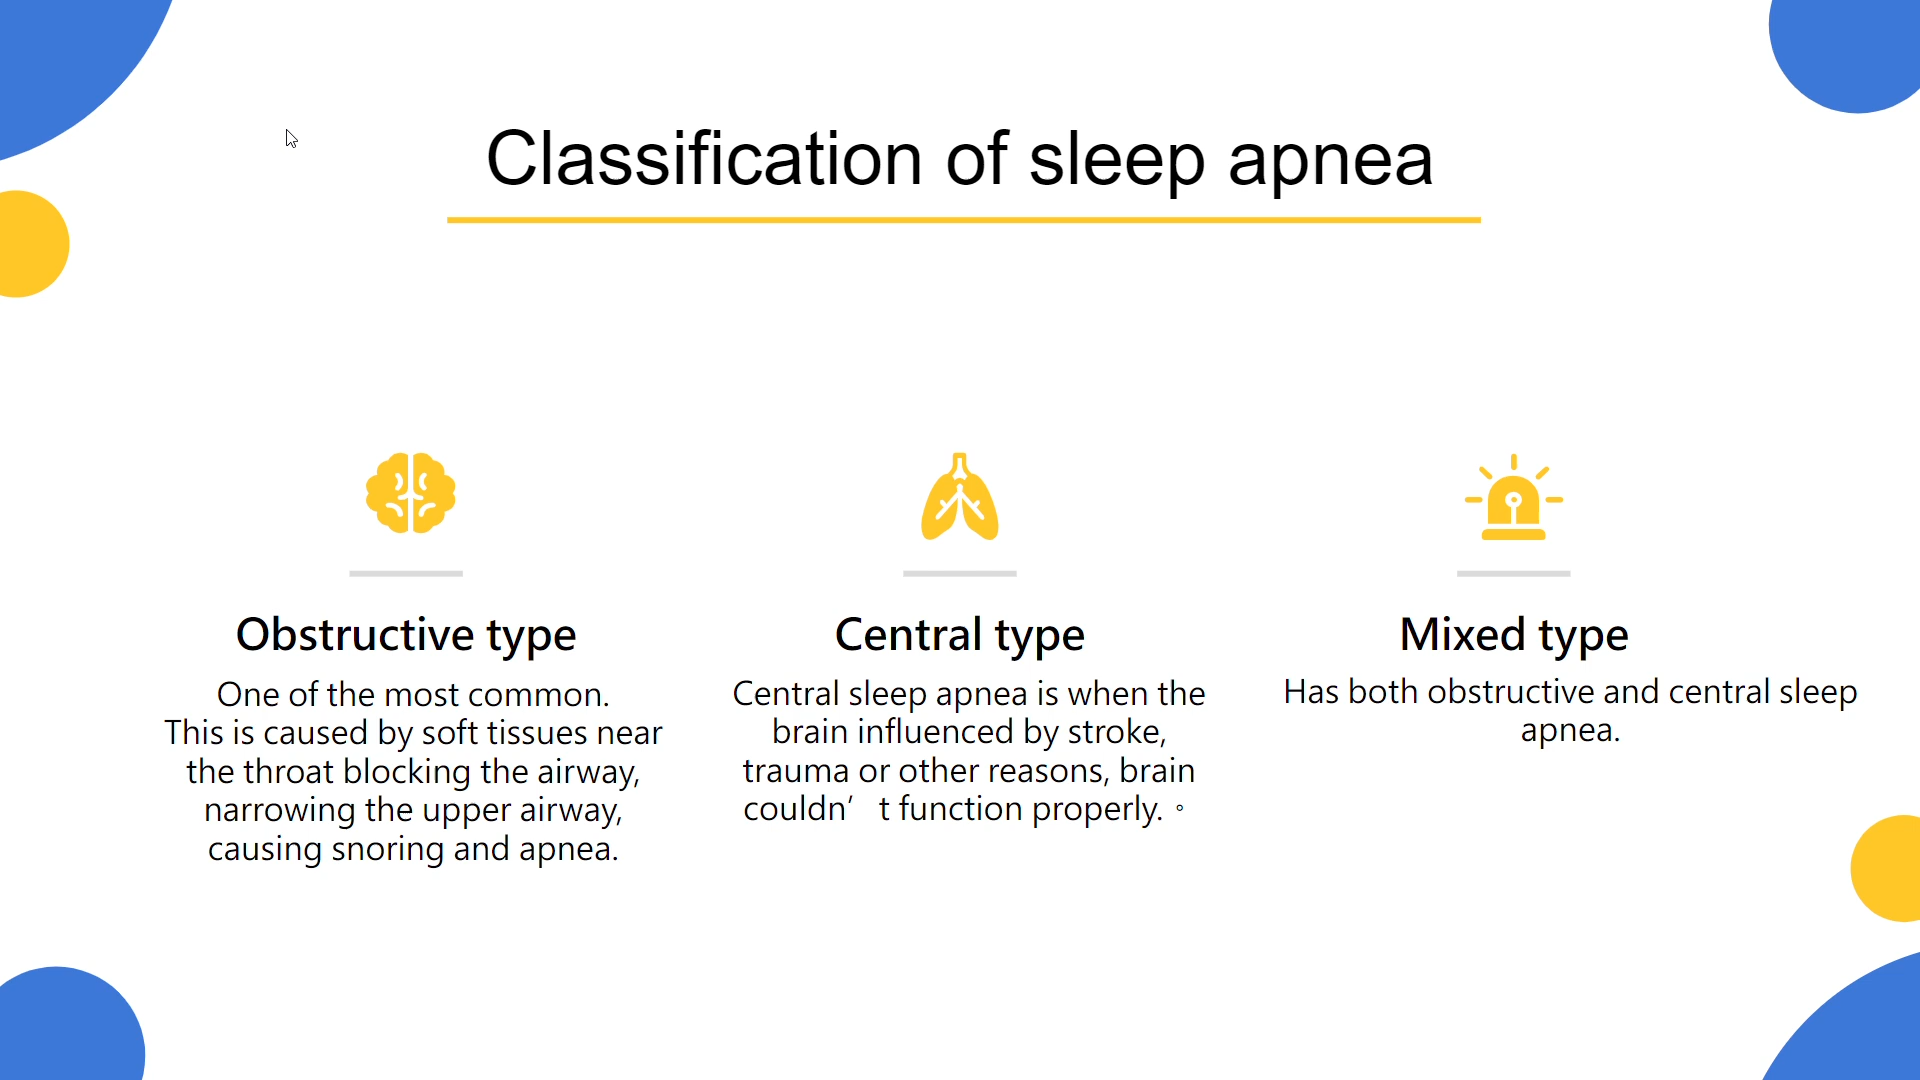 Classification of sleep apnea
Obstructive type
One of the most common.
This is caused by soft tissues near
the throat blocking the airway,
narrowing the upper airway,
causing snoring and apnea.
Central type
Central sleep apnea is when the
brain influenced by stroke,
trauma or other reasons, brain
couldn’t function properly.。
Mixed type
Has both obstructive and central sleep
apnea.